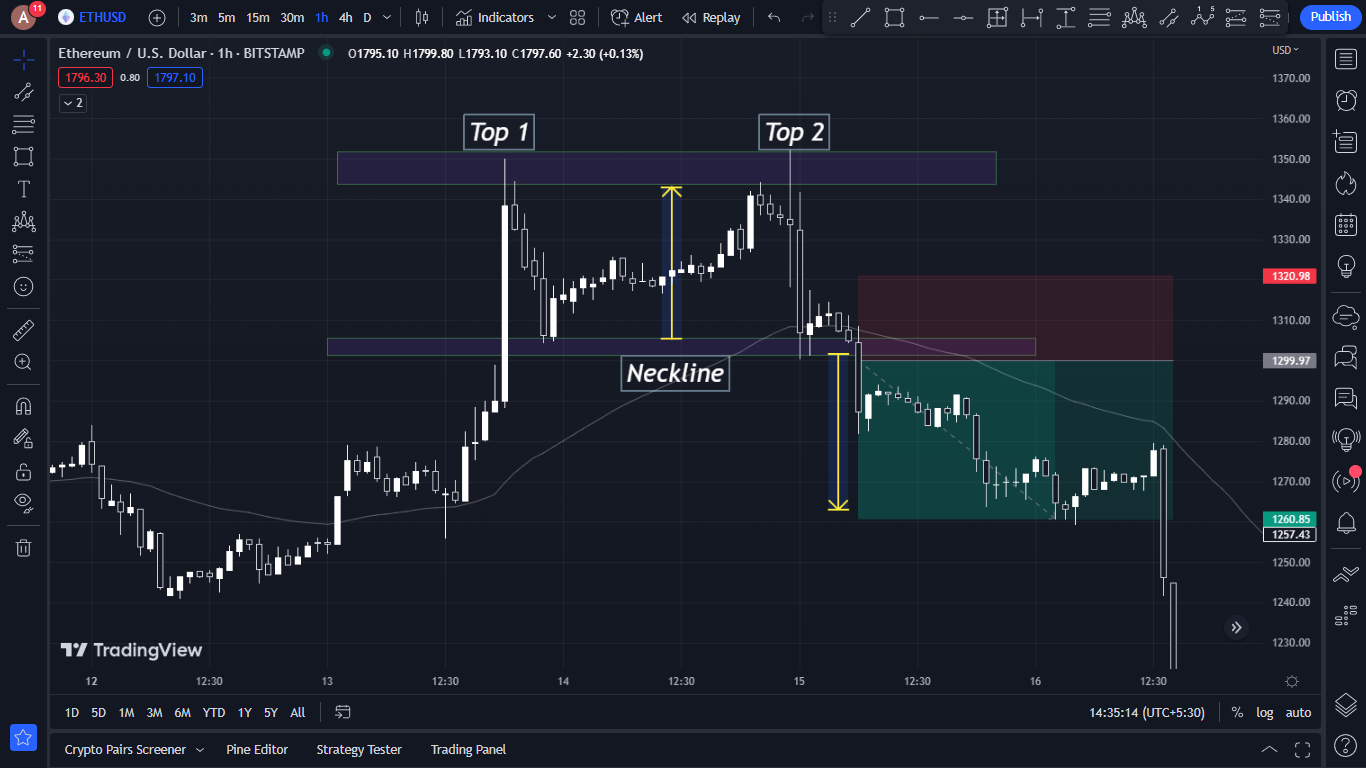 A
11
ETHUSD
3m 5m 15m 30m 1h 4h D
Indicators
Alert
Replay
Publish
Ethereum / U.S. Dollar · 1h · BITSTAMP
O1795.10 H1799.80 L1793.10 C1797.60 +2.30 (+0.13%)
USD
1796.30 0.80 1797.10
2
1370.00
1360.00
Top 1
Top 2
1350.00
1340.00
1330.00
1320.98
1310.00
1299.97
Neckline
1290.00
1280.00
1270.00
1260.85
1257.43
1250.00
1240.00
1230.00
TradingView
12 12:30 13 12:30 14 12:30 15 12:30 16 12:30
1D 5D 1M 3M 6M YTD 1Y 5Y All
14:35:14 (UTC+5:30) % log auto
Crypto Pairs Screener Pine Editor Strategy Tester Trading Panel